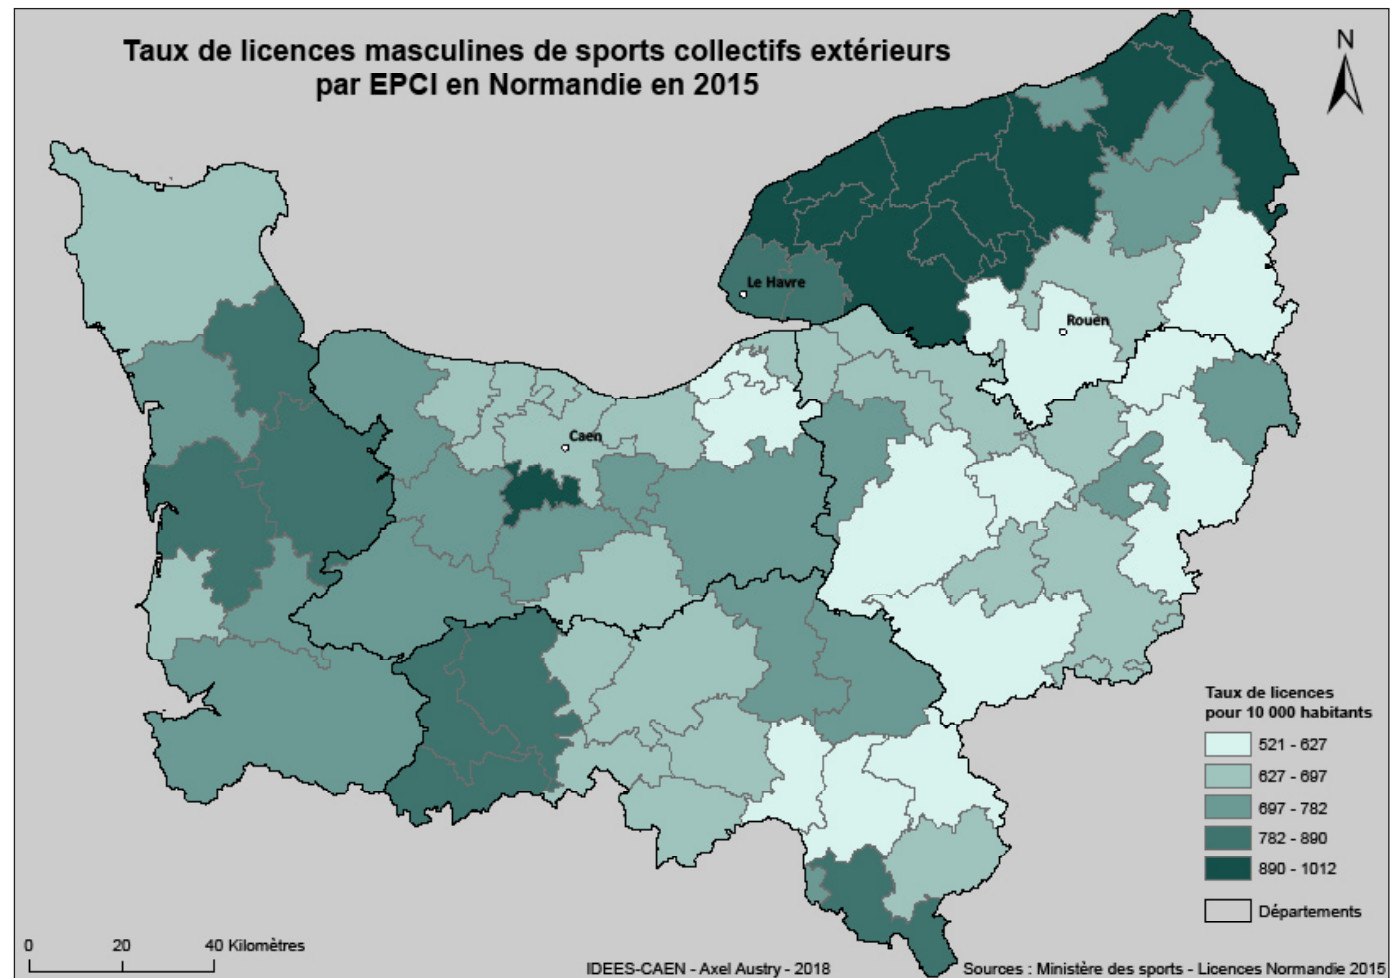 Taux de licences masculines de sports collectifs extérieurs
par EPCI en Normandie en 2015
N
Le Havre
Rouen
Caen
Taux de licences
pour 10 000 habitants
521 - 627
627 - 697
697 - 782
782 - 890
890 - 1012
Départements
0 20 40 Kilomètres
IDEES-CAEN - Axel Austry - 2018
Sources : Ministère des sports - Licences Normandie 2015